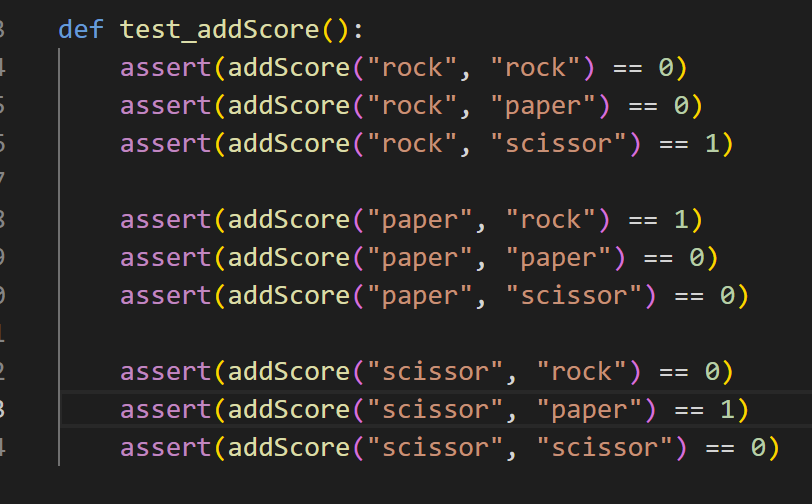 def test_addScore():
    assert(addScore("rock", "rock") == 0)
    assert(addScore("rock", "paper") == 0)
    assert(addScore("rock", "scissor") == 1)

    assert(addScore("paper", "rock") == 1)
    assert(addScore("paper", "paper") == 0)
    assert(addScore("paper", "scissor") == 0)

    assert(addScore("scissor", "rock") == 0)
    assert(addScore("scissor", "paper") == 1)
    assert(addScore("scissor", "scissor") == 0)